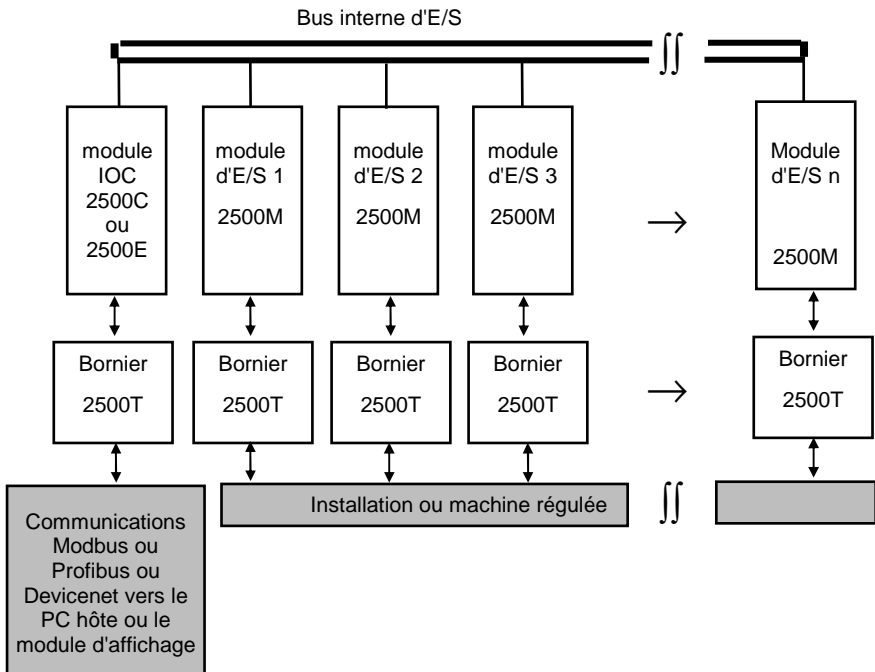 Bus interne d'E/S
module
IOC
2500C
ou
2500E
module
d'E/S 1
2500M
module
d'E/S 2
2500M
module
d'E/S 3
2500M
Module
d'E/S n
2500M
Bornier
2500T
Bornier
2500T
Bornier
2500T
Bornier
2500T
Bornier
2500T
Communications
Modbus ou
Profibus ou
Devicenet vers le
PC hôte ou le
module d'affichage
Installation ou machine régulée